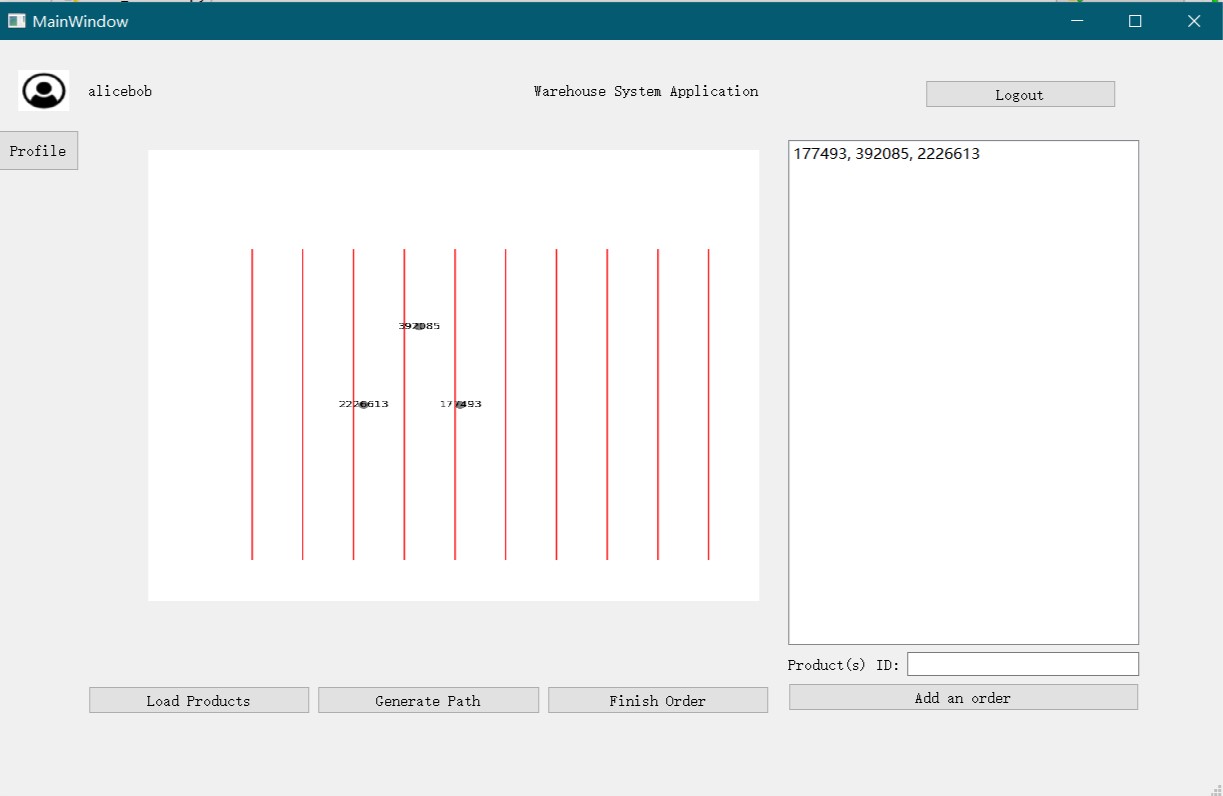 MainWindow
alicebob
Warehouse System Application
Logout
Profile
177493, 392085, 2226613
392085
2226613
177493
Product(s) ID:
Load Products
Generate Path
Finish Order
Add an order